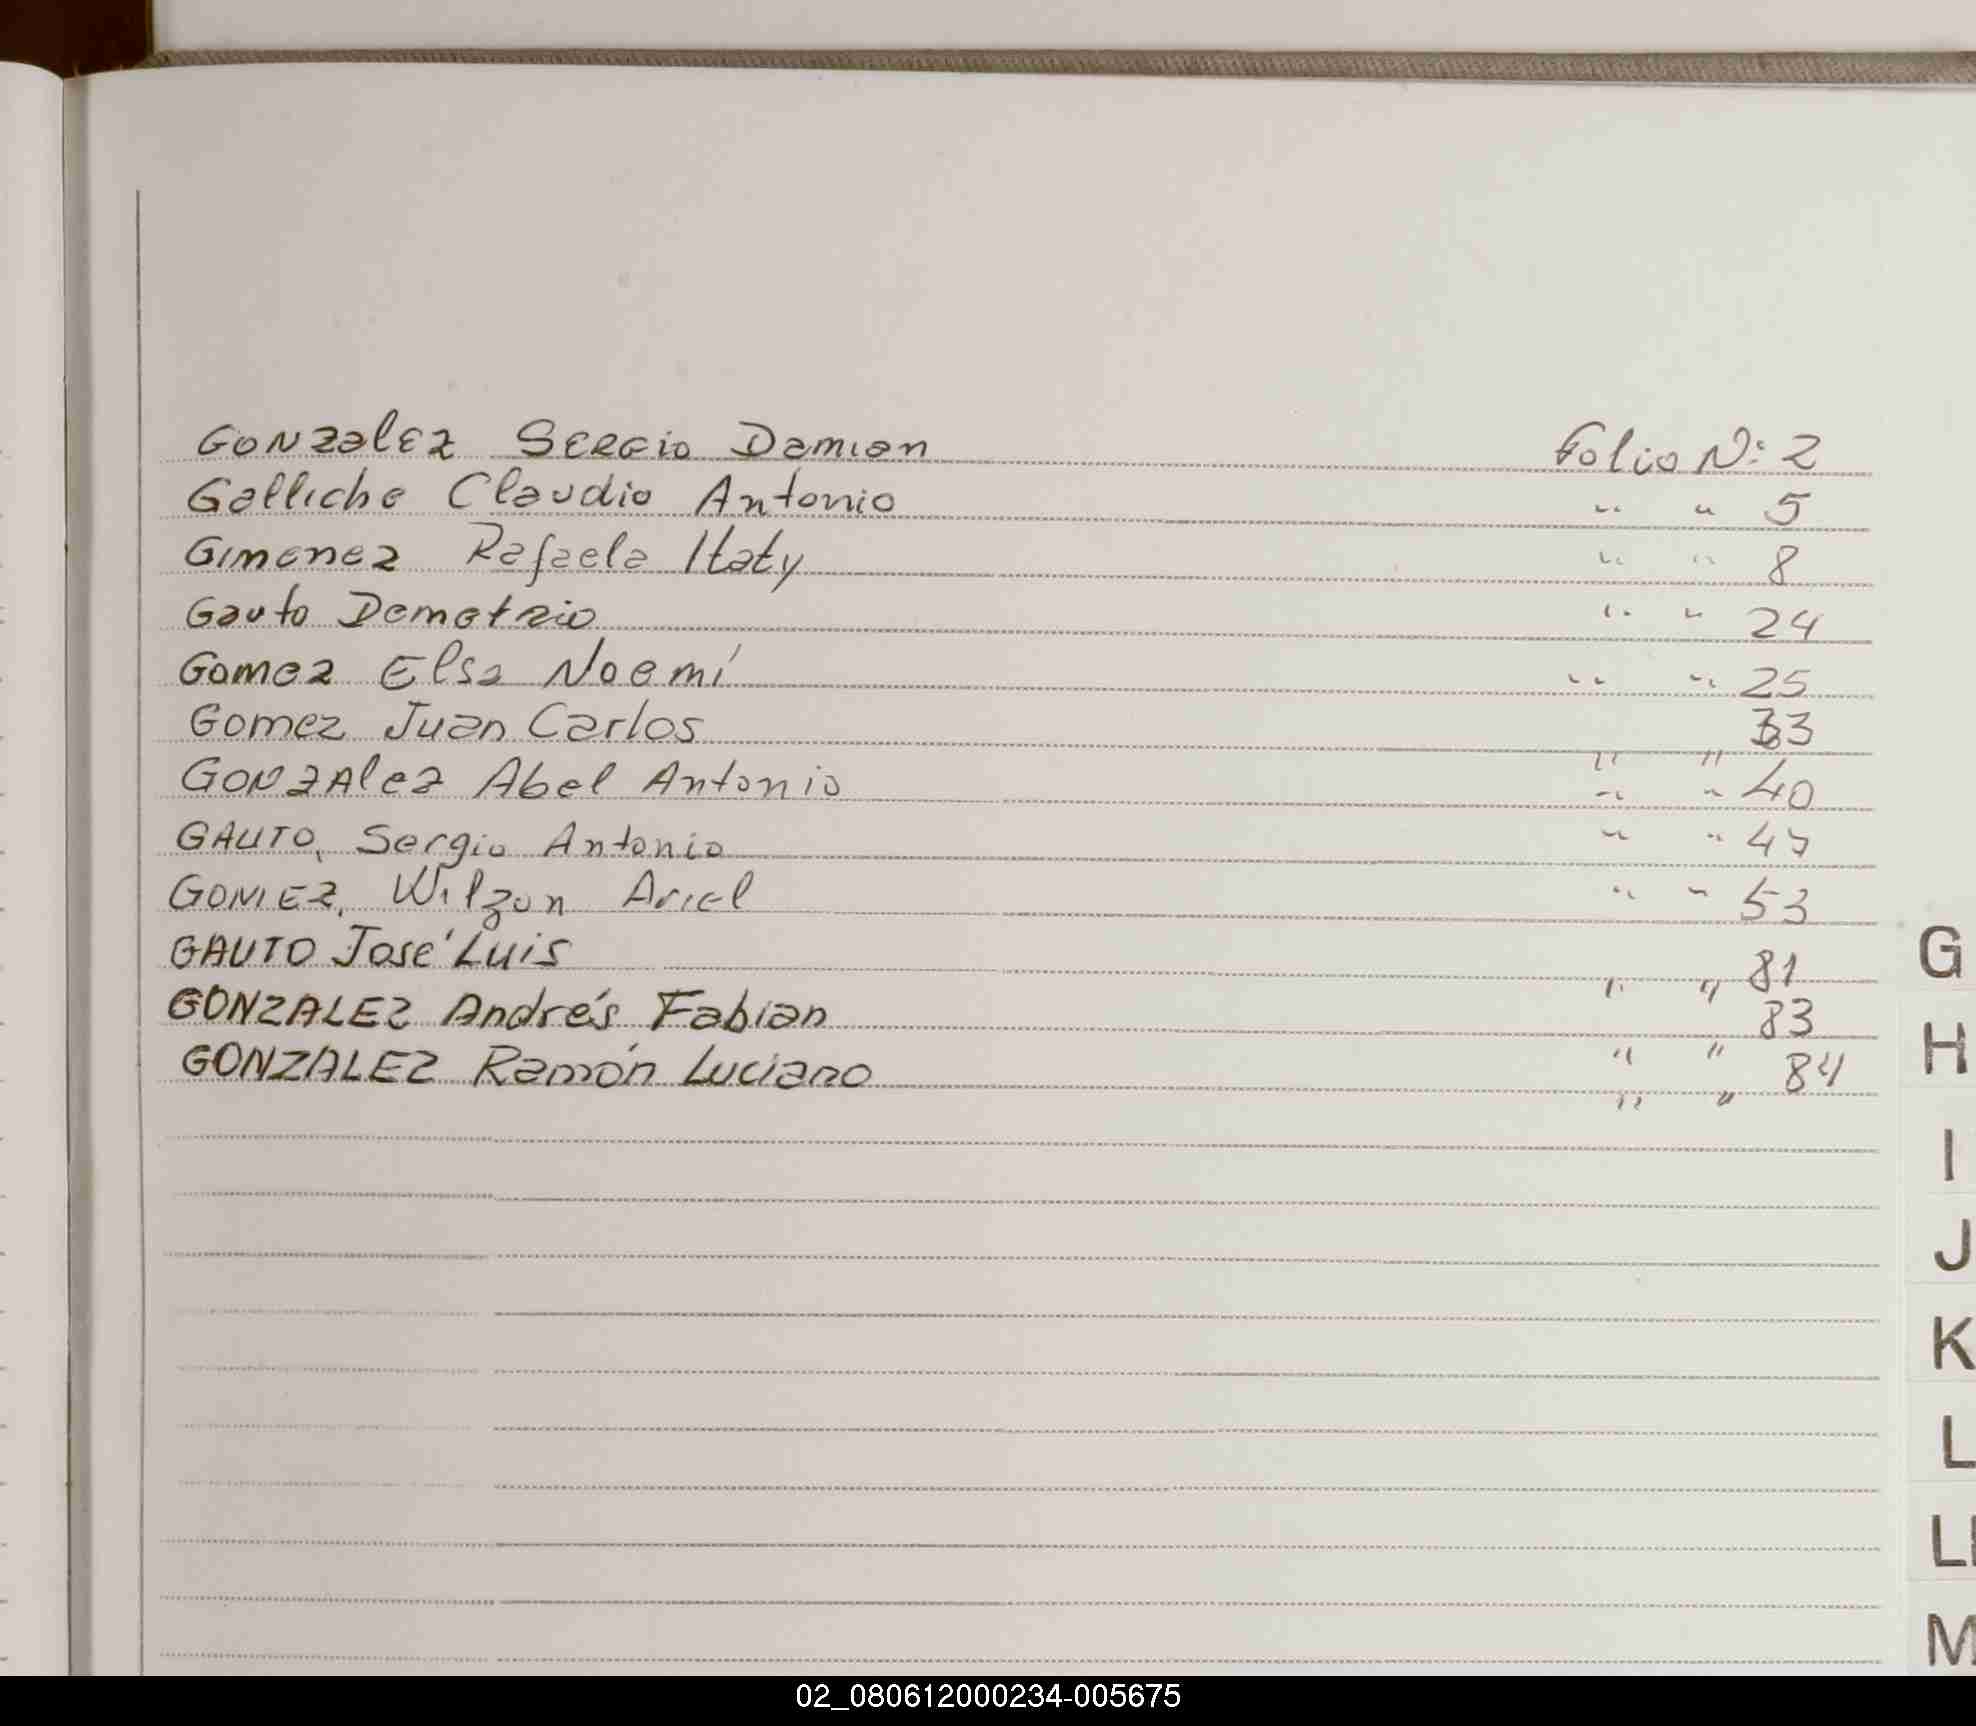 GONZalEZ SERGio Damian Folio Nº 2
Galliche Claudio Antonio " " 5
Gimenez Rafaela Itaty " " 8
Gauto Demetrio " " 24
Gomez Elsa Noemí " " 25
Gomez Juan Carlos " " 33
GONZAlez Abel Antonio " " 40
GAUTO, Sergio Antonio " " 47
GOMEZ, Wilzon Ariel " " 53
GAUTO José Luis " " 81
GONZALEZ Andrés Fabian " " 83
GONZALEZ Ramón Luciano " " 84
G
H
I
J
K
L
Ll
M
02_080612000234-005675